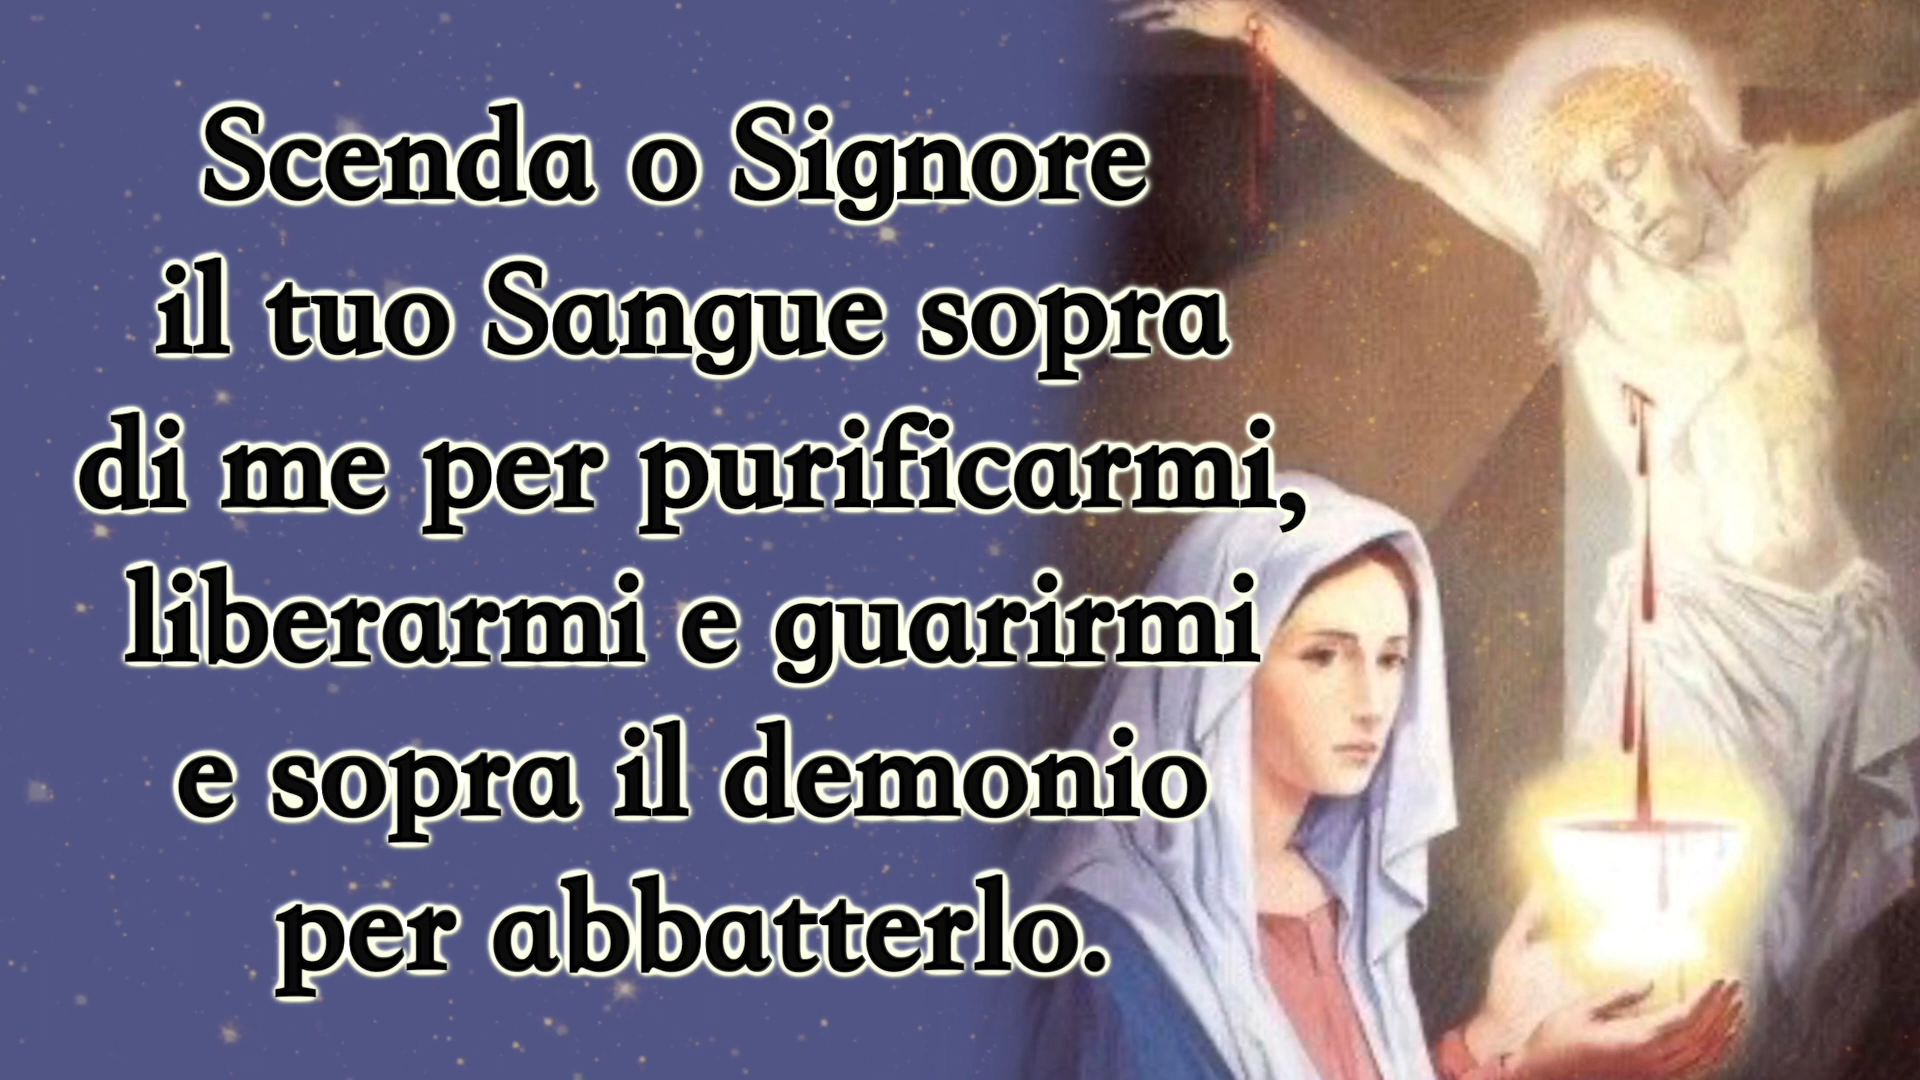 Scenda o Signore
il tuo Sangue sopra
di me per purificarmi,
liberarmi e guarirmi
e sopra il demonio
per abbatterlo.